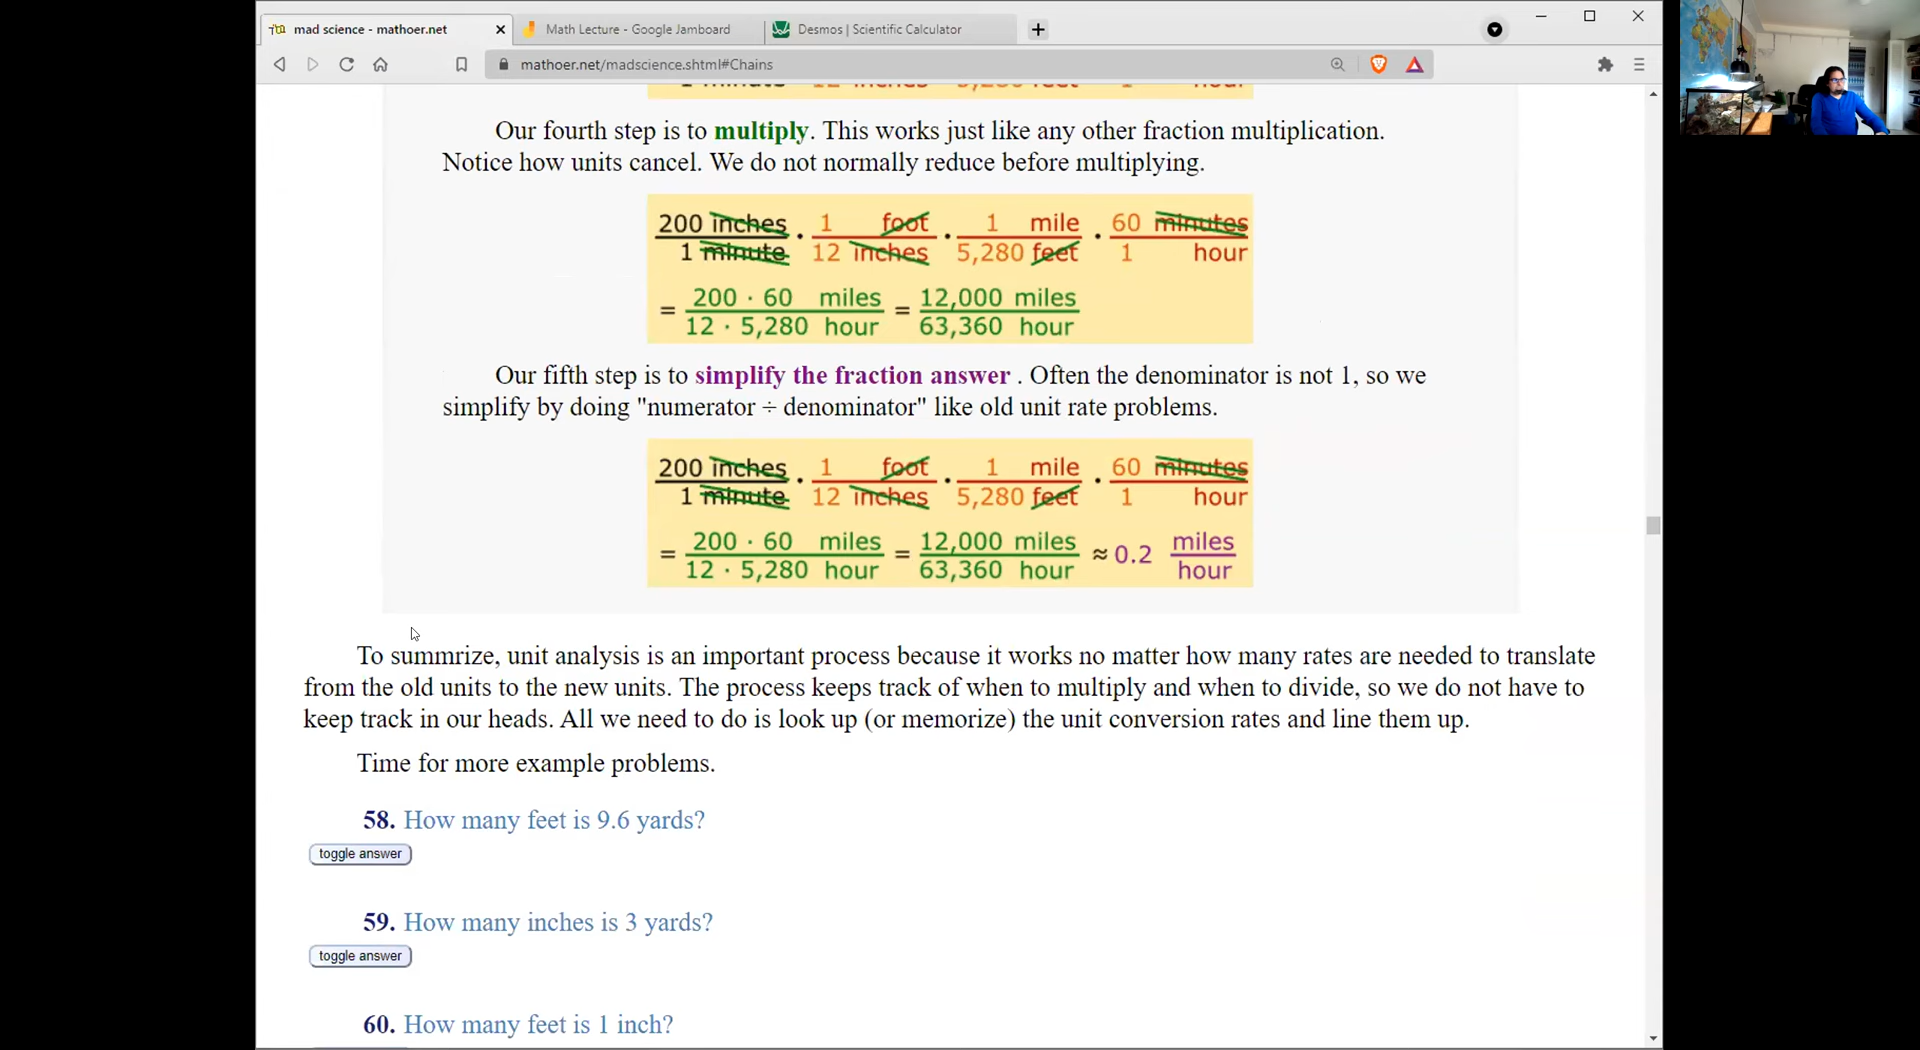 mad science - mathoer.net
Math Lecture - Google Jamboard
Desmos | Scientific Calculator
mathoer.net/madscience.shtml#Chains
1 minute 12 inches 5,280 feet 1 hour
Our fourth step is to multiply. This works just like any other fraction multiplication.
Notice how units cancel. We do not normally reduce before multiplying.
200 inches · 1 foot · 1 mile · 60 minutes
1 minute 12 inches 5,280 feet 1 hour
= 200 · 60 miles = 12,000 miles
12 · 5,280 hour 63,360 hour
Our fifth step is to simplify the fraction answer . Often the denominator is not 1, so we
simplify by doing "numerator ÷ denominator" like old unit rate problems.
200 inches · 1 foot · 1 mile · 60 minutes
1 minute 12 inches 5,280 feet 1 hour
= 200 · 60 miles = 12,000 miles ≈ 0.2 miles
12 · 5,280 hour 63,360 hour hour
To summrize, unit analysis is an important process because it works no matter how many rates are needed to translate
from the old units to the new units. The process keeps track of when to multiply and when to divide, so we do not have to
keep track in our heads. All we need to do is look up (or memorize) the unit conversion rates and line them up.
Time for more example problems.
58. How many feet is 9.6 yards?
toggle answer
59. How many inches is 3 yards?
toggle answer
60. How many feet is 1 inch?